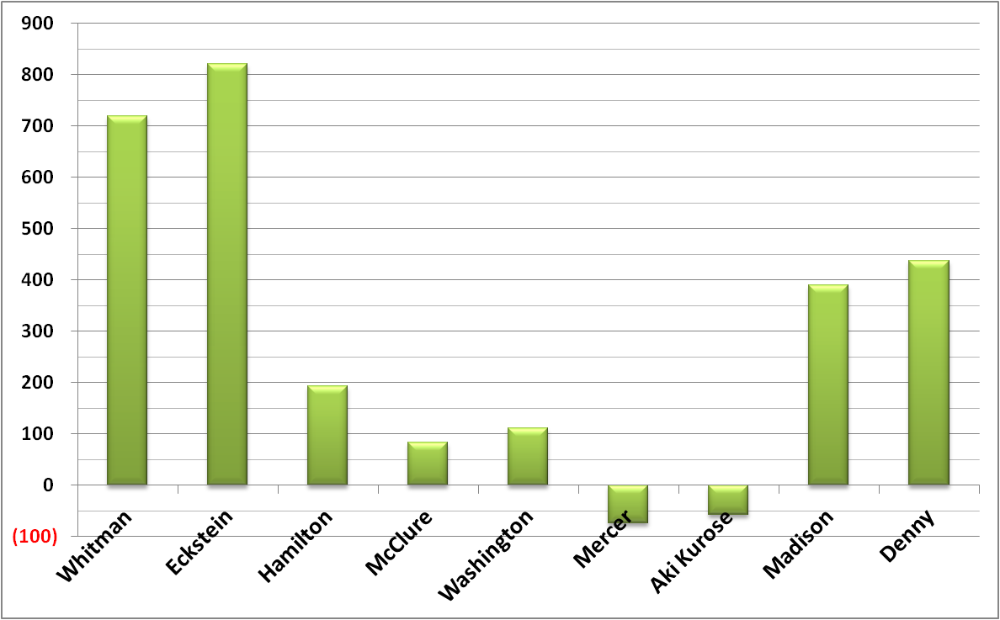 900
800
700
600
500
400
300
200
100
0
(100)
Whitman
Eckstein
Hamilton
McClure
Washington
Mercer
Aki Kurose
Madison
Denny